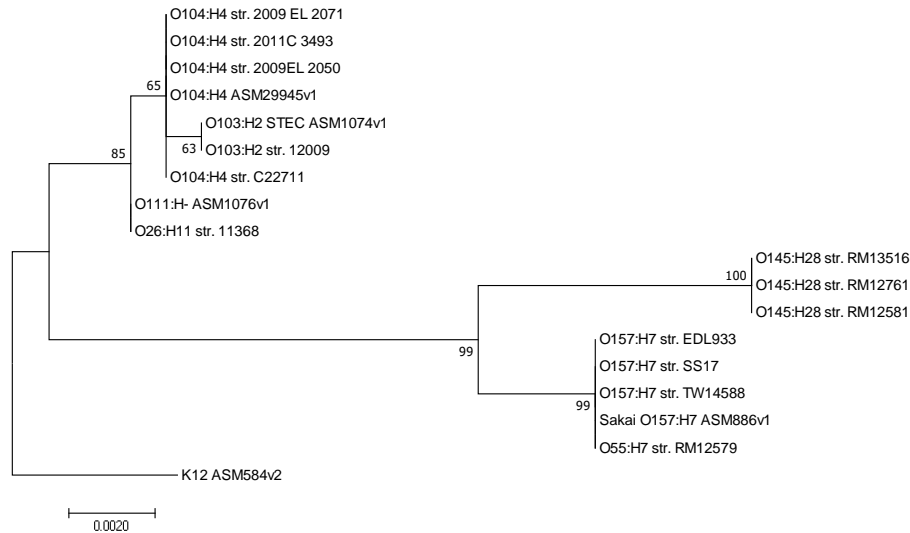 O104:H4 str. 2009 EL 2071
O104:H4 str. 2011C 3493
O104:H4 str. 2009EL 2050
65
O104:H4 ASM29945v1
O103:H2 STEC ASM1074v1
63
O103:H2 str. 12009
85
O104:H4 str. C22711
O111:H- ASM1076v1
O26:H11 str. 11368
O145:H28 str. RM13516
100
O145:H28 str. RM12761
O145:H28 str. RM12581
99
O157:H7 str. EDL933
O157:H7 str. SS17
O157:H7 str. TW14588
99
Sakai O157:H7 ASM886v1
O55:H7 str. RM12579
K12 ASM584v2
0.0020